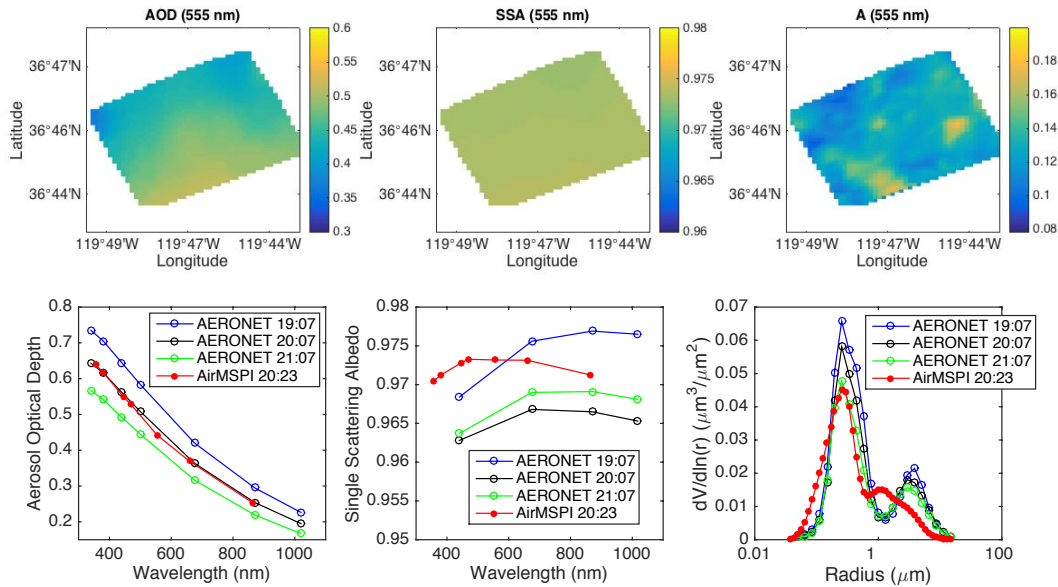 AOD (555 nm)
36°47'N
36°46'N
36°44'N
Latitude
119°49'W 119°47'W 119°44'W
Longitude
0.6
0.55
0.5
0.45
0.4
0.35
0.3
SSA (555 nm)
36°47'N
36°46'N
36°44'N
Latitude
119°49'W 119°47'W 119°44'W
Longitude
0.98
0.975
0.97
0.965
0.96
A (555 nm)
36°47'N
36°46'N
36°44'N
Latitude
119°49'W 119°47'W 119°44'W
Longitude
0.18
0.16
0.14
0.12
0.1
0.08
0.8
0.7
0.6
0.5
0.4
0.3
0.2
Aerosol Optical Depth
AERONET 19:07
AERONET 20:07
AERONET 21:07
AirMSPI 20:23
400 600 800 1000
Wavelength (nm)
0.98
0.975
0.97
0.965
0.96
0.955
0.95
Single Scattering Albedo
AERONET 19:07
AERONET 20:07
AERONET 21:07
AirMSPI 20:23
400 600 800 1000
Wavelength (nm)
0.07
0.06
0.05
0.04
0.03
0.02
0.01
0
dV/dln(r) (μm³/μm²)
AERONET 19:07
AERONET 20:07
AERONET 21:07
AirMSPI 20:23
0.01 1 100
Radius (μm)